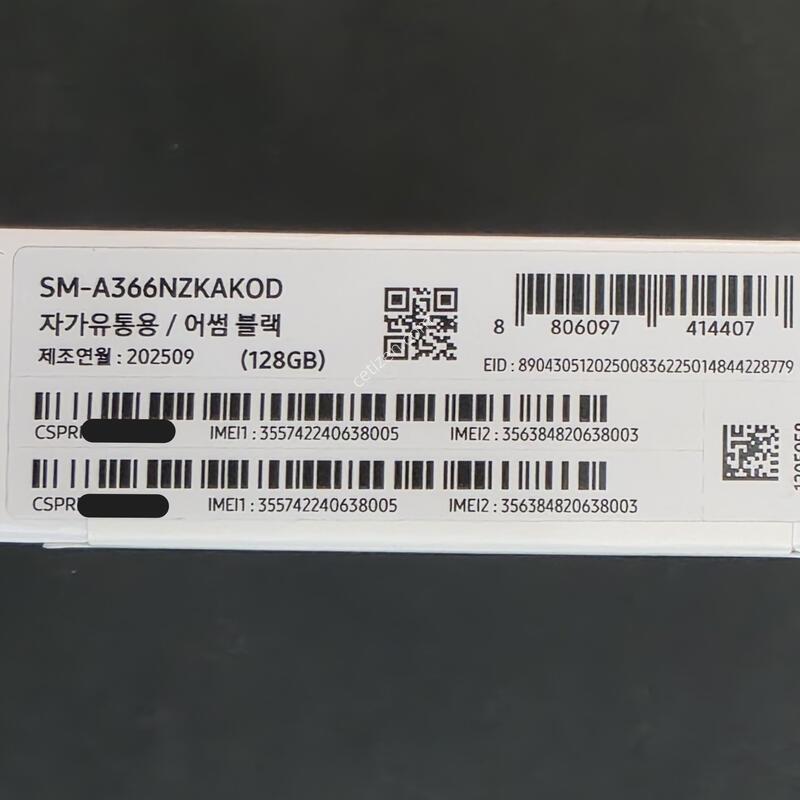 SM-A366NZKAKOD
자가유통용 / 어썸 블랙
제조연월 : 202509 (128GB)
8 806097 414407
EID : 89043051202500836225014844228779
CSPR IMEI1 : 355742240638005 IMEI2 : 356384820638003
CSPR IMEI1 : 355742240638005 IMEI2 : 356384820638003